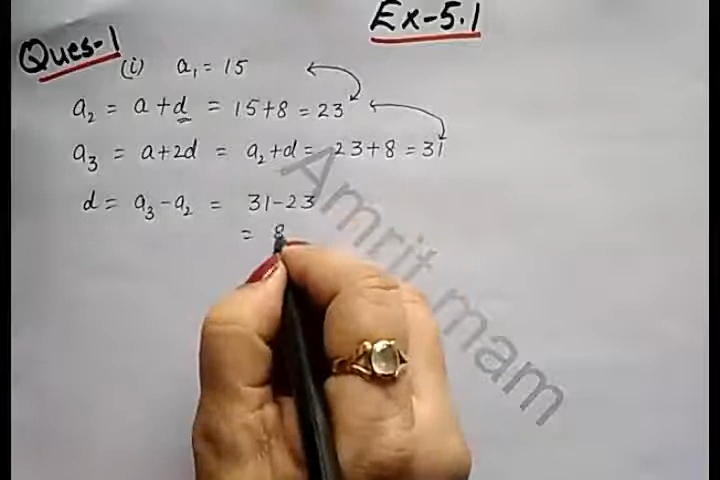 Ex-5.1
Ques-1
(i) a₁ = 15
a₂ = a + d = 15+8 = 23
a₃ = a+2d = a₂+d = 23+8 = 31
d = a₃-a₂ = 31-23
= 8
Amrit mam